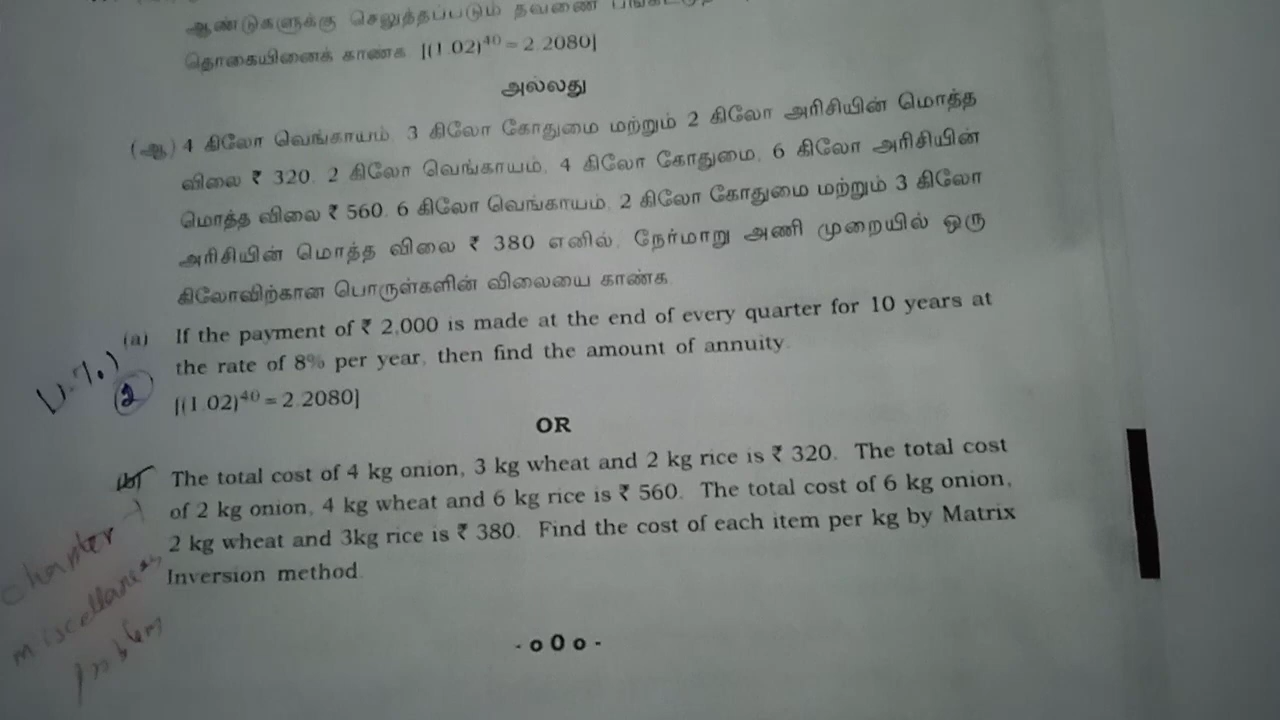 ஆண்டுகளுக்கு செலுத்தப்படும் தவணை
தொகையினைக் காண்க. [(1.02)⁴⁰ = 2.2080]
அல்லது
(ஆ) 4 கிலோ வெங்காயம், 3 கிலோ கோதுமை மற்றும் 2 கிலோ அரிசியின் மொத்த
விலை ₹ 320. 2 கிலோ வெங்காயம், 4 கிலோ கோதுமை, 6 கிலோ அரிசியின்
மொத்த விலை ₹ 560. 6 கிலோ வெங்காயம், 2 கிலோ கோதுமை மற்றும் 3 கிலோ
அரிசியின் மொத்த விலை ₹ 380 எனில், நேர்மாறு அணி முறையில் ஒரு
கிலோவிற்கான பொருள்களின் விலையை காண்க.
(a) If the payment of ₹ 2,000 is made at the end of every quarter for 10 years at
the rate of 8% per year, then find the amount of annuity.
(2) [(1.02)⁴⁰ = 2.2080]
OR
(b) The total cost of 4 kg onion, 3 kg wheat and 2 kg rice is ₹ 320. The total cost
of 2 kg onion, 4 kg wheat and 6 kg rice is ₹ 560. The total cost of 6 kg onion,
2 kg wheat and 3kg rice is ₹ 380. Find the cost of each item per kg by Matrix
Inversion method.
chapter
miscellaneous
problem
- o 0 o -